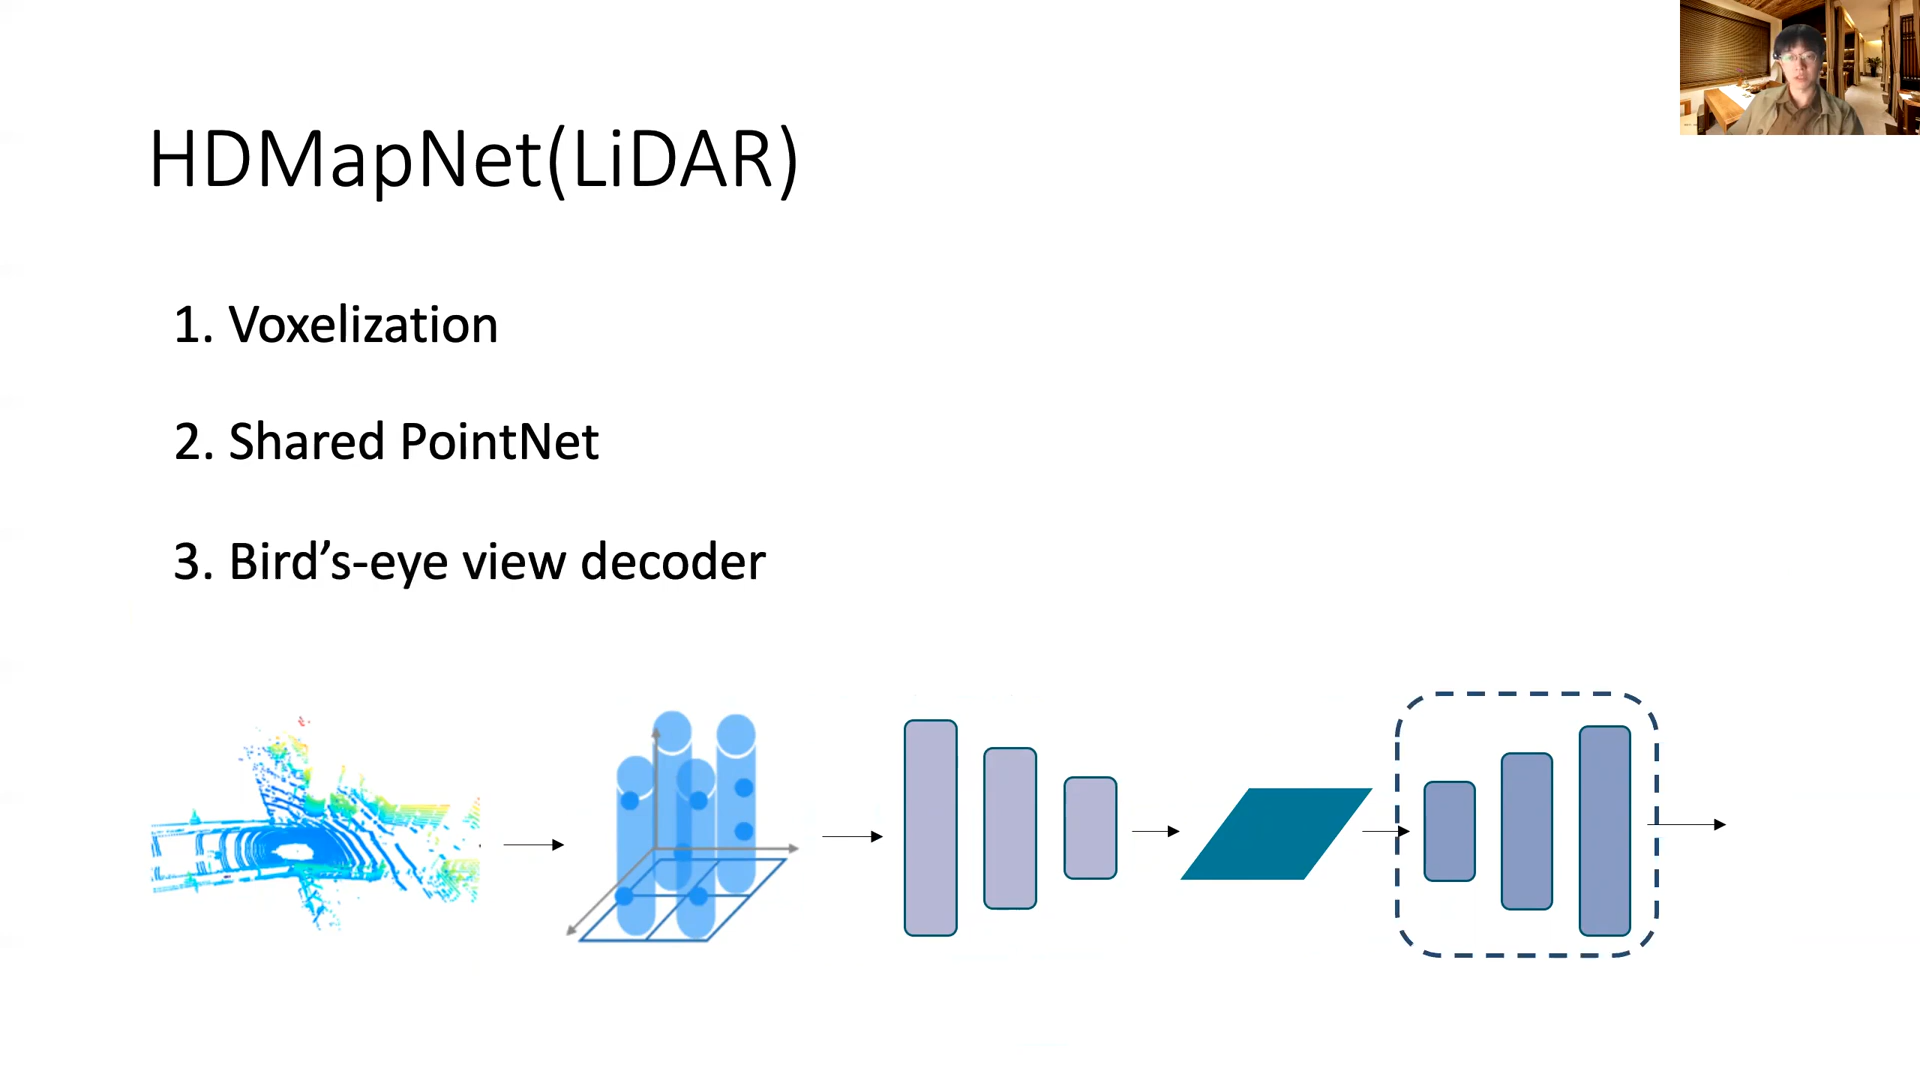 HDMapNet(LiDAR)
1. Voxelization
2. Shared PointNet
3. Bird’s-eye view decoder